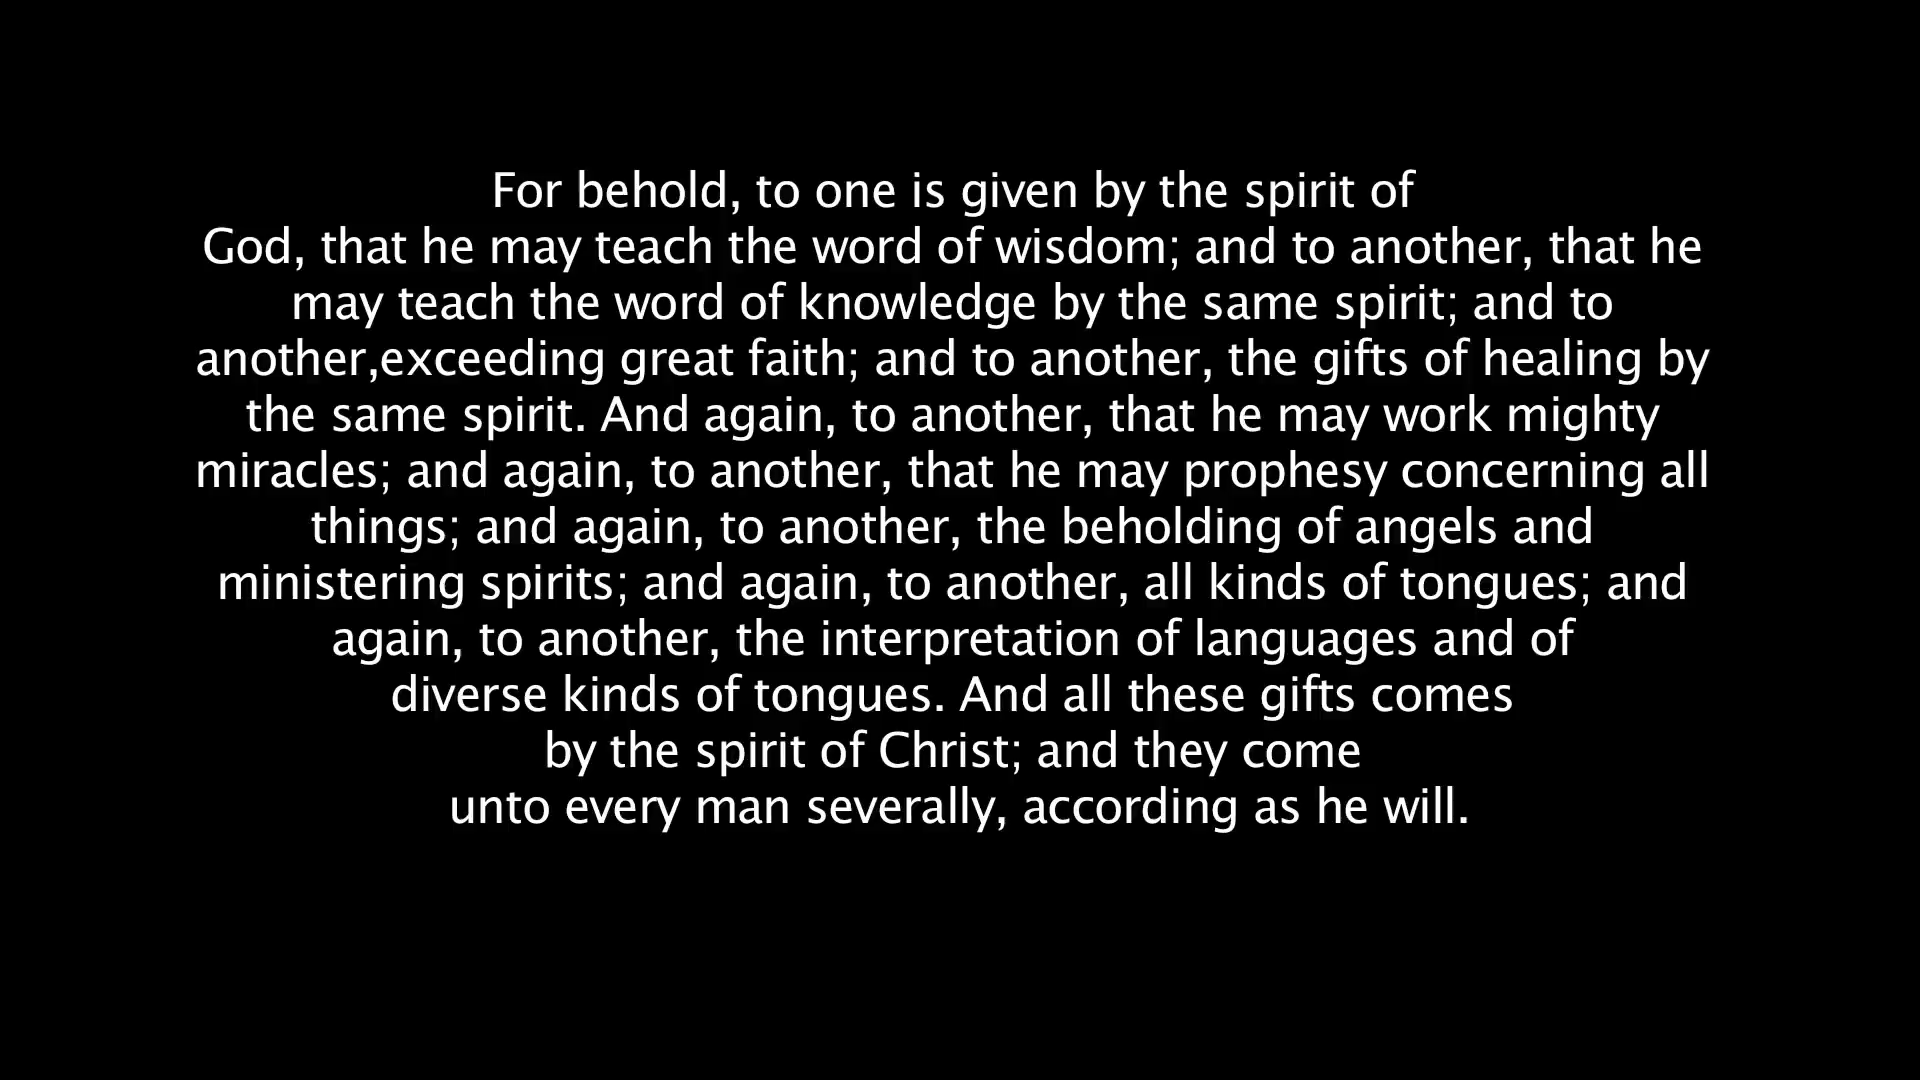 For behold, to one is given by the spirit of
God, that he may teach the word of wisdom; and to another, that he
may teach the word of knowledge by the same spirit; and to
another,exceeding great faith; and to another, the gifts of healing by
the same spirit. And again, to another, that he may work mighty
miracles; and again, to another, that he may prophesy concerning all
things; and again, to another, the beholding of angels and
ministering spirits; and again, to another, all kinds of tongues; and
again, to another, the interpretation of languages and of
diverse kinds of tongues. And all these gifts comes
by the spirit of Christ; and they come
unto every man severally, according as he will.